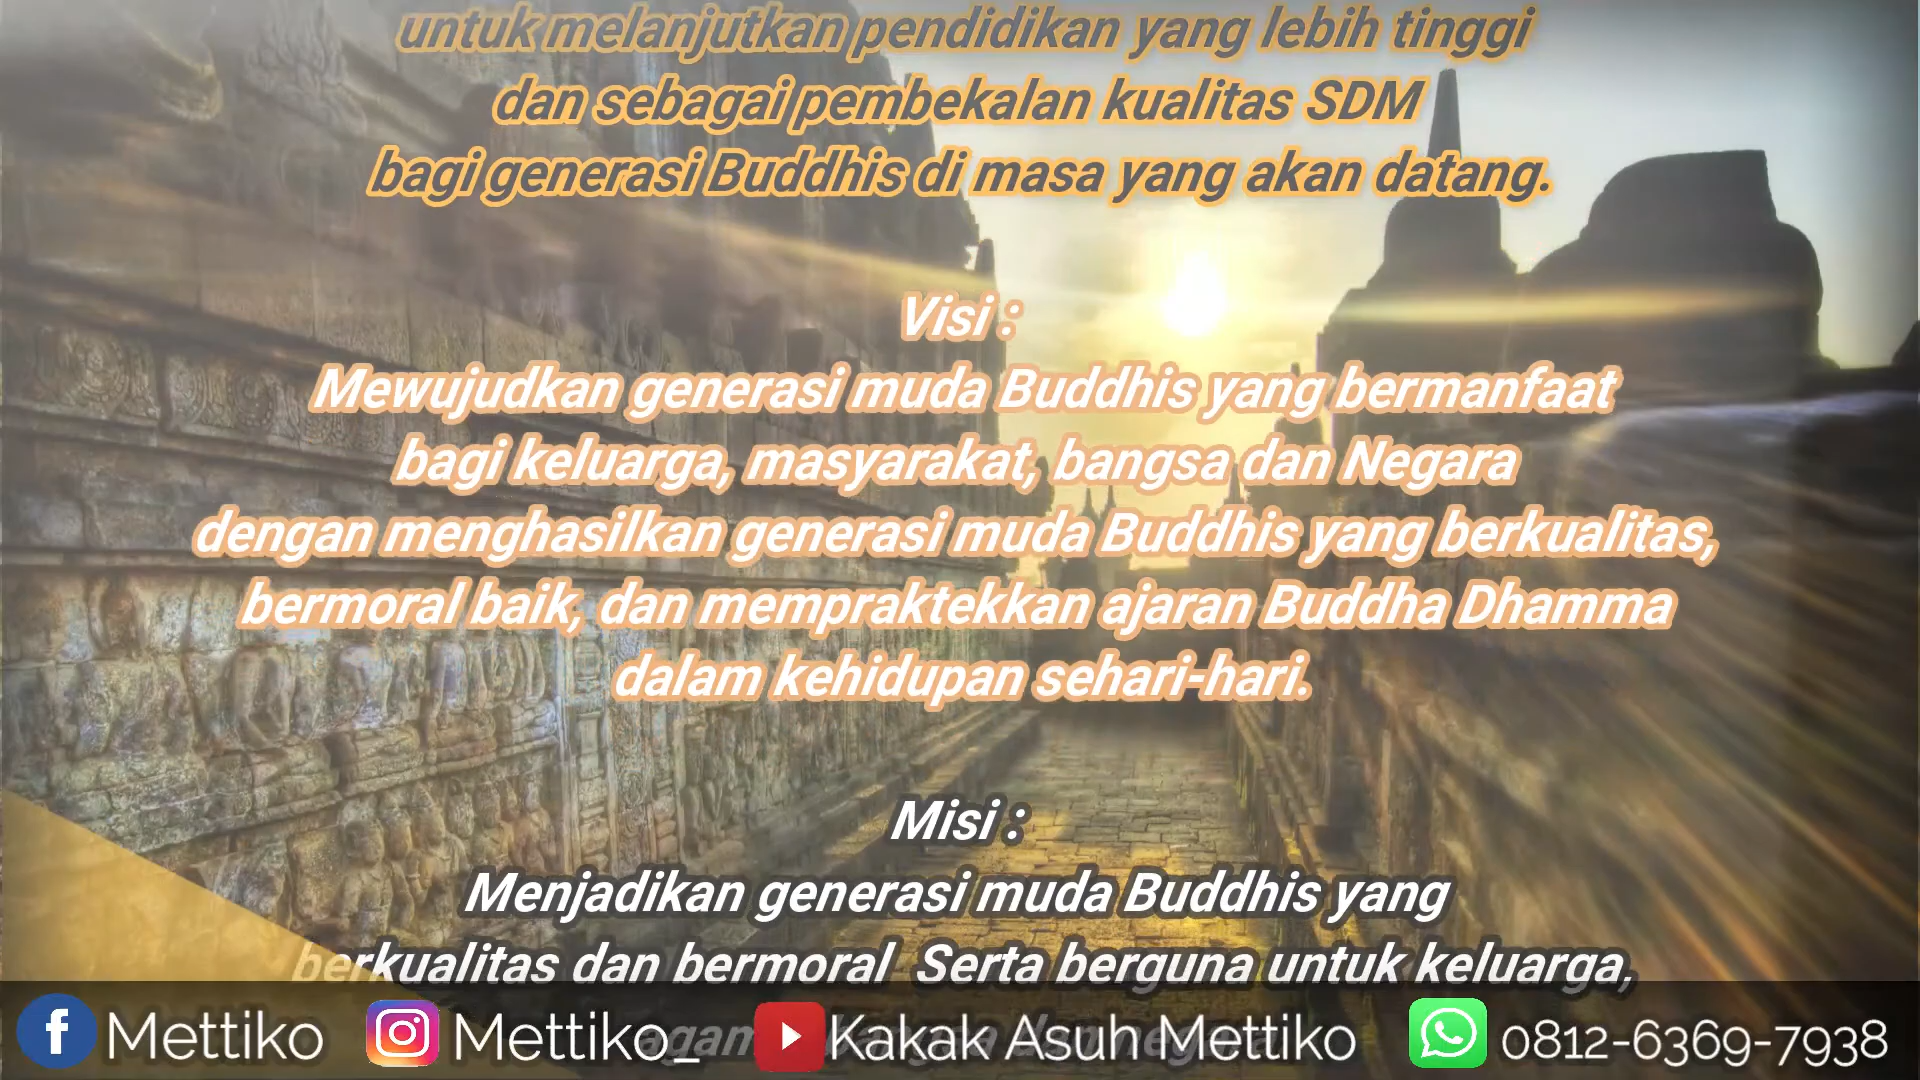 untuk melanjutkan pendidikan yang lebih tinggi
dan sebagai pembekalan kualitas SDM
bagi generasi Buddhis di masa yang akan datang.
Visi :
Mewujudkan generasi muda Buddhis yang bermanfaat
bagi keluarga, masyarakat, bangsa dan Negara
dengan menghasilkan generasi muda Buddhis yang berkualitas,
bermoral baik, dan mempraktekkan ajaran Buddha Dhamma
dalam kehidupan sehari-hari.
Misi :
Menjadikan generasi muda Buddhis yang
berkualitas dan bermoral Serta berguna untuk keluarga,
Mettiko Mettiko_ Kakak Asuh Mettiko 0812-6369-7938